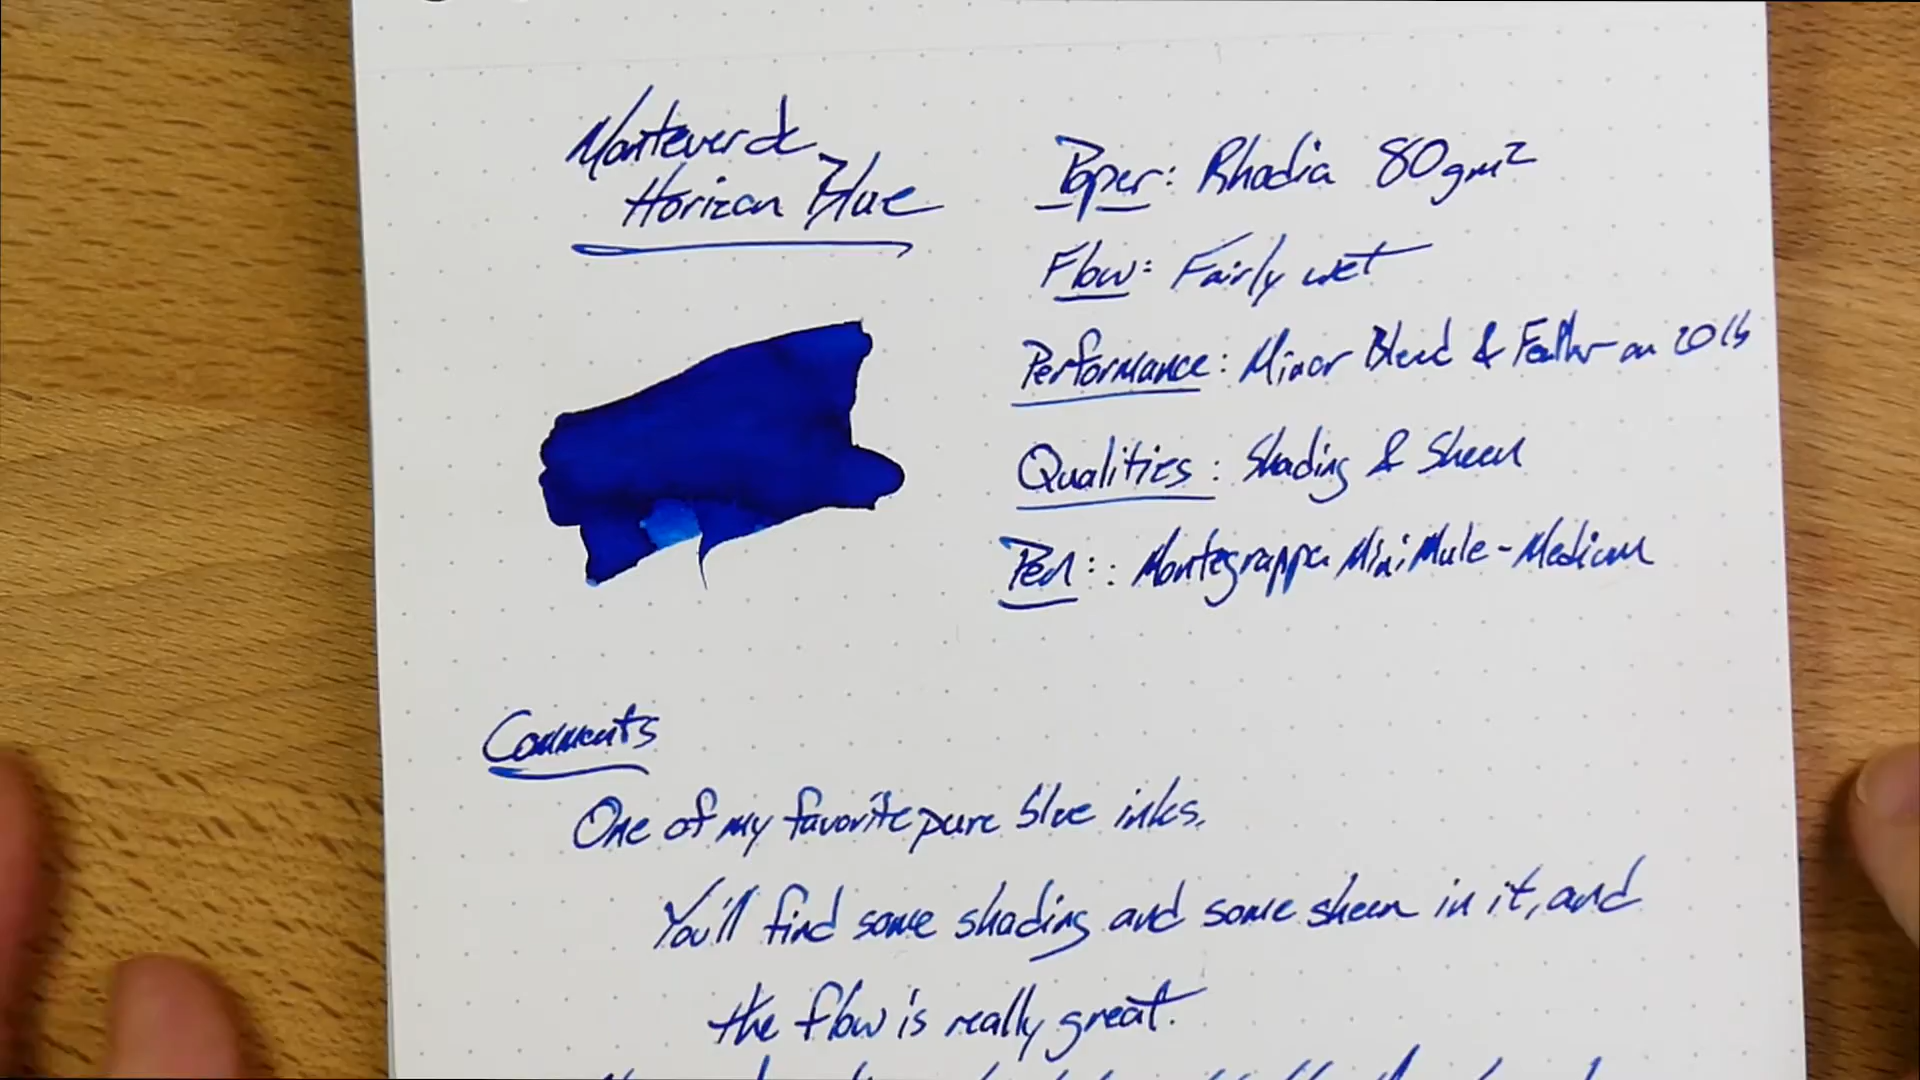 Monteverde
Horizon Blue
Paper: Rhodia 80gm²
Flow: Fairly wet
Performance: Minor Bleed & Feather on 20lb
Qualities: Shading & Sheen
Pen:: Montegrappa Mini Mule - Medium
Comments
One of my favorite pure blue inks.
You'll find some shading and some sheen in it, and
the flow is really great.